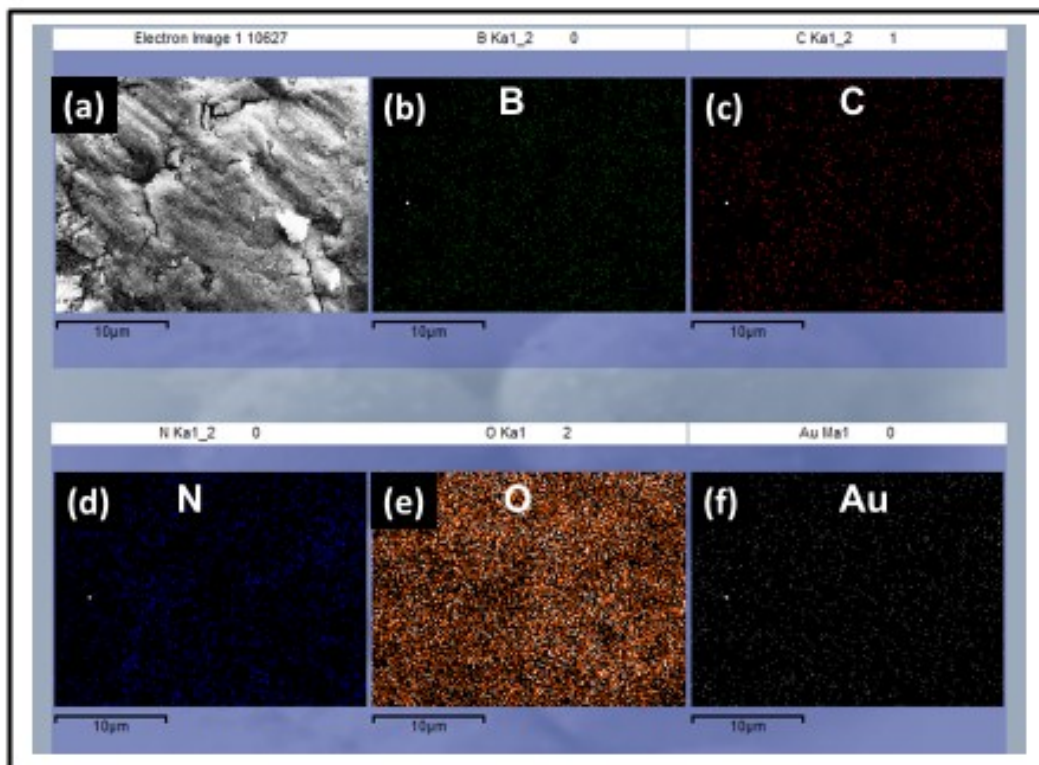 Electron Image 1 10627
B Ka1_2 0
C Ka1_2 1
(a)
(b)
B
(c)
C
10µm
10µm
10µm
N Ka1_2 0
O Ka1 2
Au Ma1 0
(d)
N
(e)
O
(f)
Au
10µm
10µm
10µm